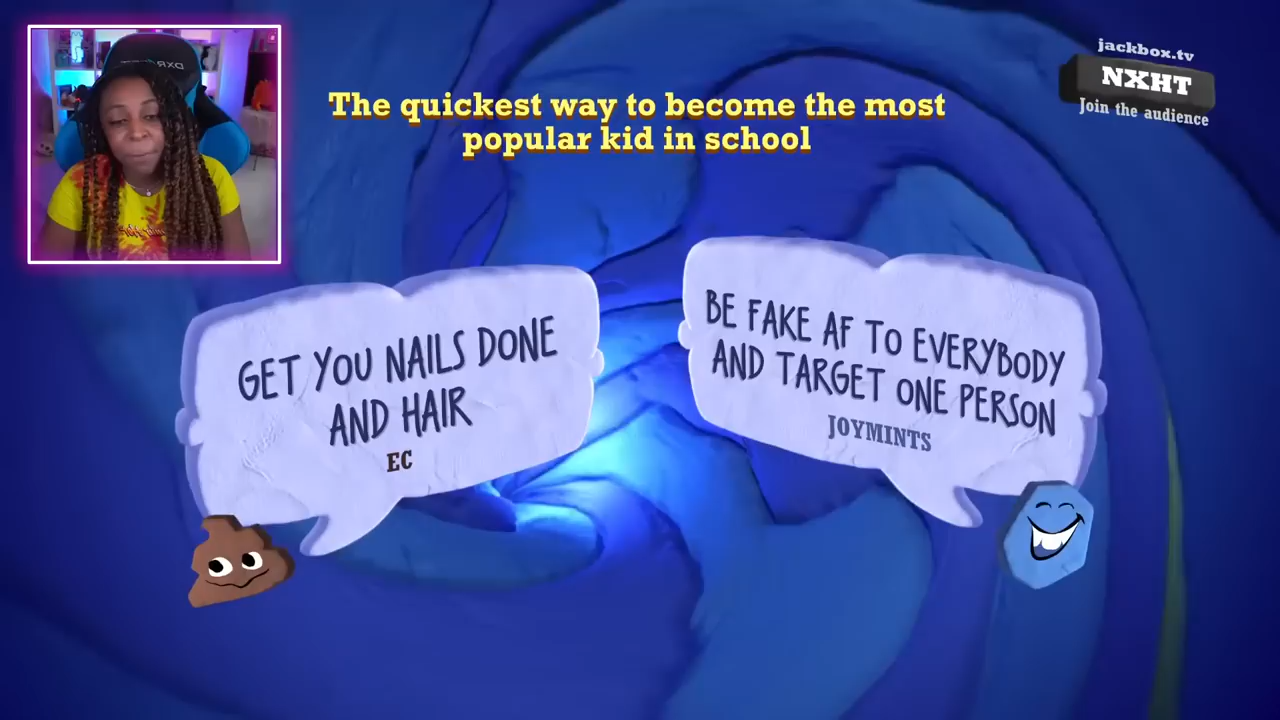 jackbox.tv
NXHT
Join the audience
The quickest way to become the most
popular kid in school
GET YOU NAILS DONE
AND HAIR
EC
BE FAKE AF TO EVERYBODY
AND TARGET ONE PERSON
JOYMINTS